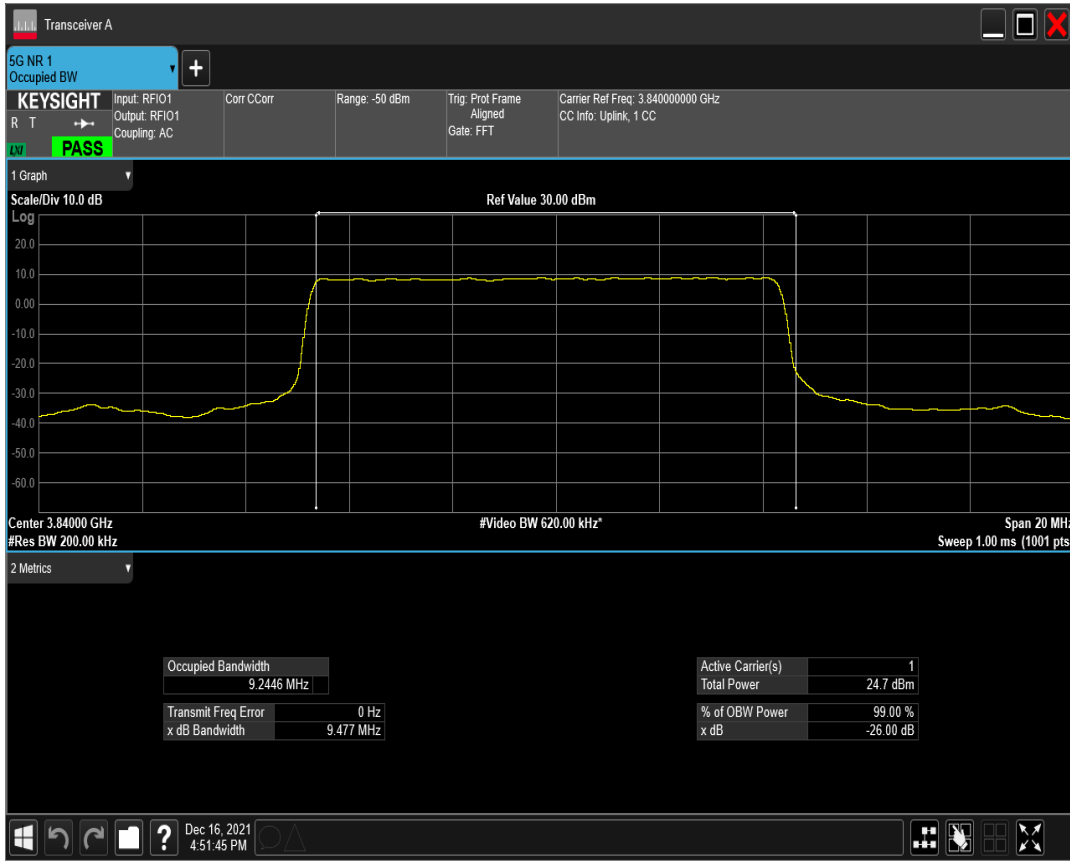 Transceiver A
5G NR 1
Occupied BW
+
KEYSIGHT
R T
LXI
PASS
Input: RFIO1
Output: RFIO1
Coupling: AC
Corr CCorr
Range: -50 dBm
Trig: Prot Frame
Aligned
Gate: FFT
Carrier Ref Freq: 3.840000000 GHz
CC Info: Uplink, 1 CC
1 Graph
Scale/Div 10.0 dB
Ref Value 30.00 dBm
Log
20.0
10.0
0.00
-10.0
-20.0
-30.0
-40.0
-50.0
-60.0
Center 3.84000 GHz
#Video BW 620.00 kHz*
Span 20 MHz
#Res BW 200.00 kHz
Sweep 1.00 ms (1001 pts
2 Metrics
Occupied Bandwidth
9.2446 MHz
Transmit Freq Error 0 Hz
x dB Bandwidth 9.477 MHz
Active Carrier(s) 1
Total Power 24.7 dBm
% of OBW Power 99.00 %
x dB -26.00 dB
?
Dec 16, 2021
4:51:45 PM